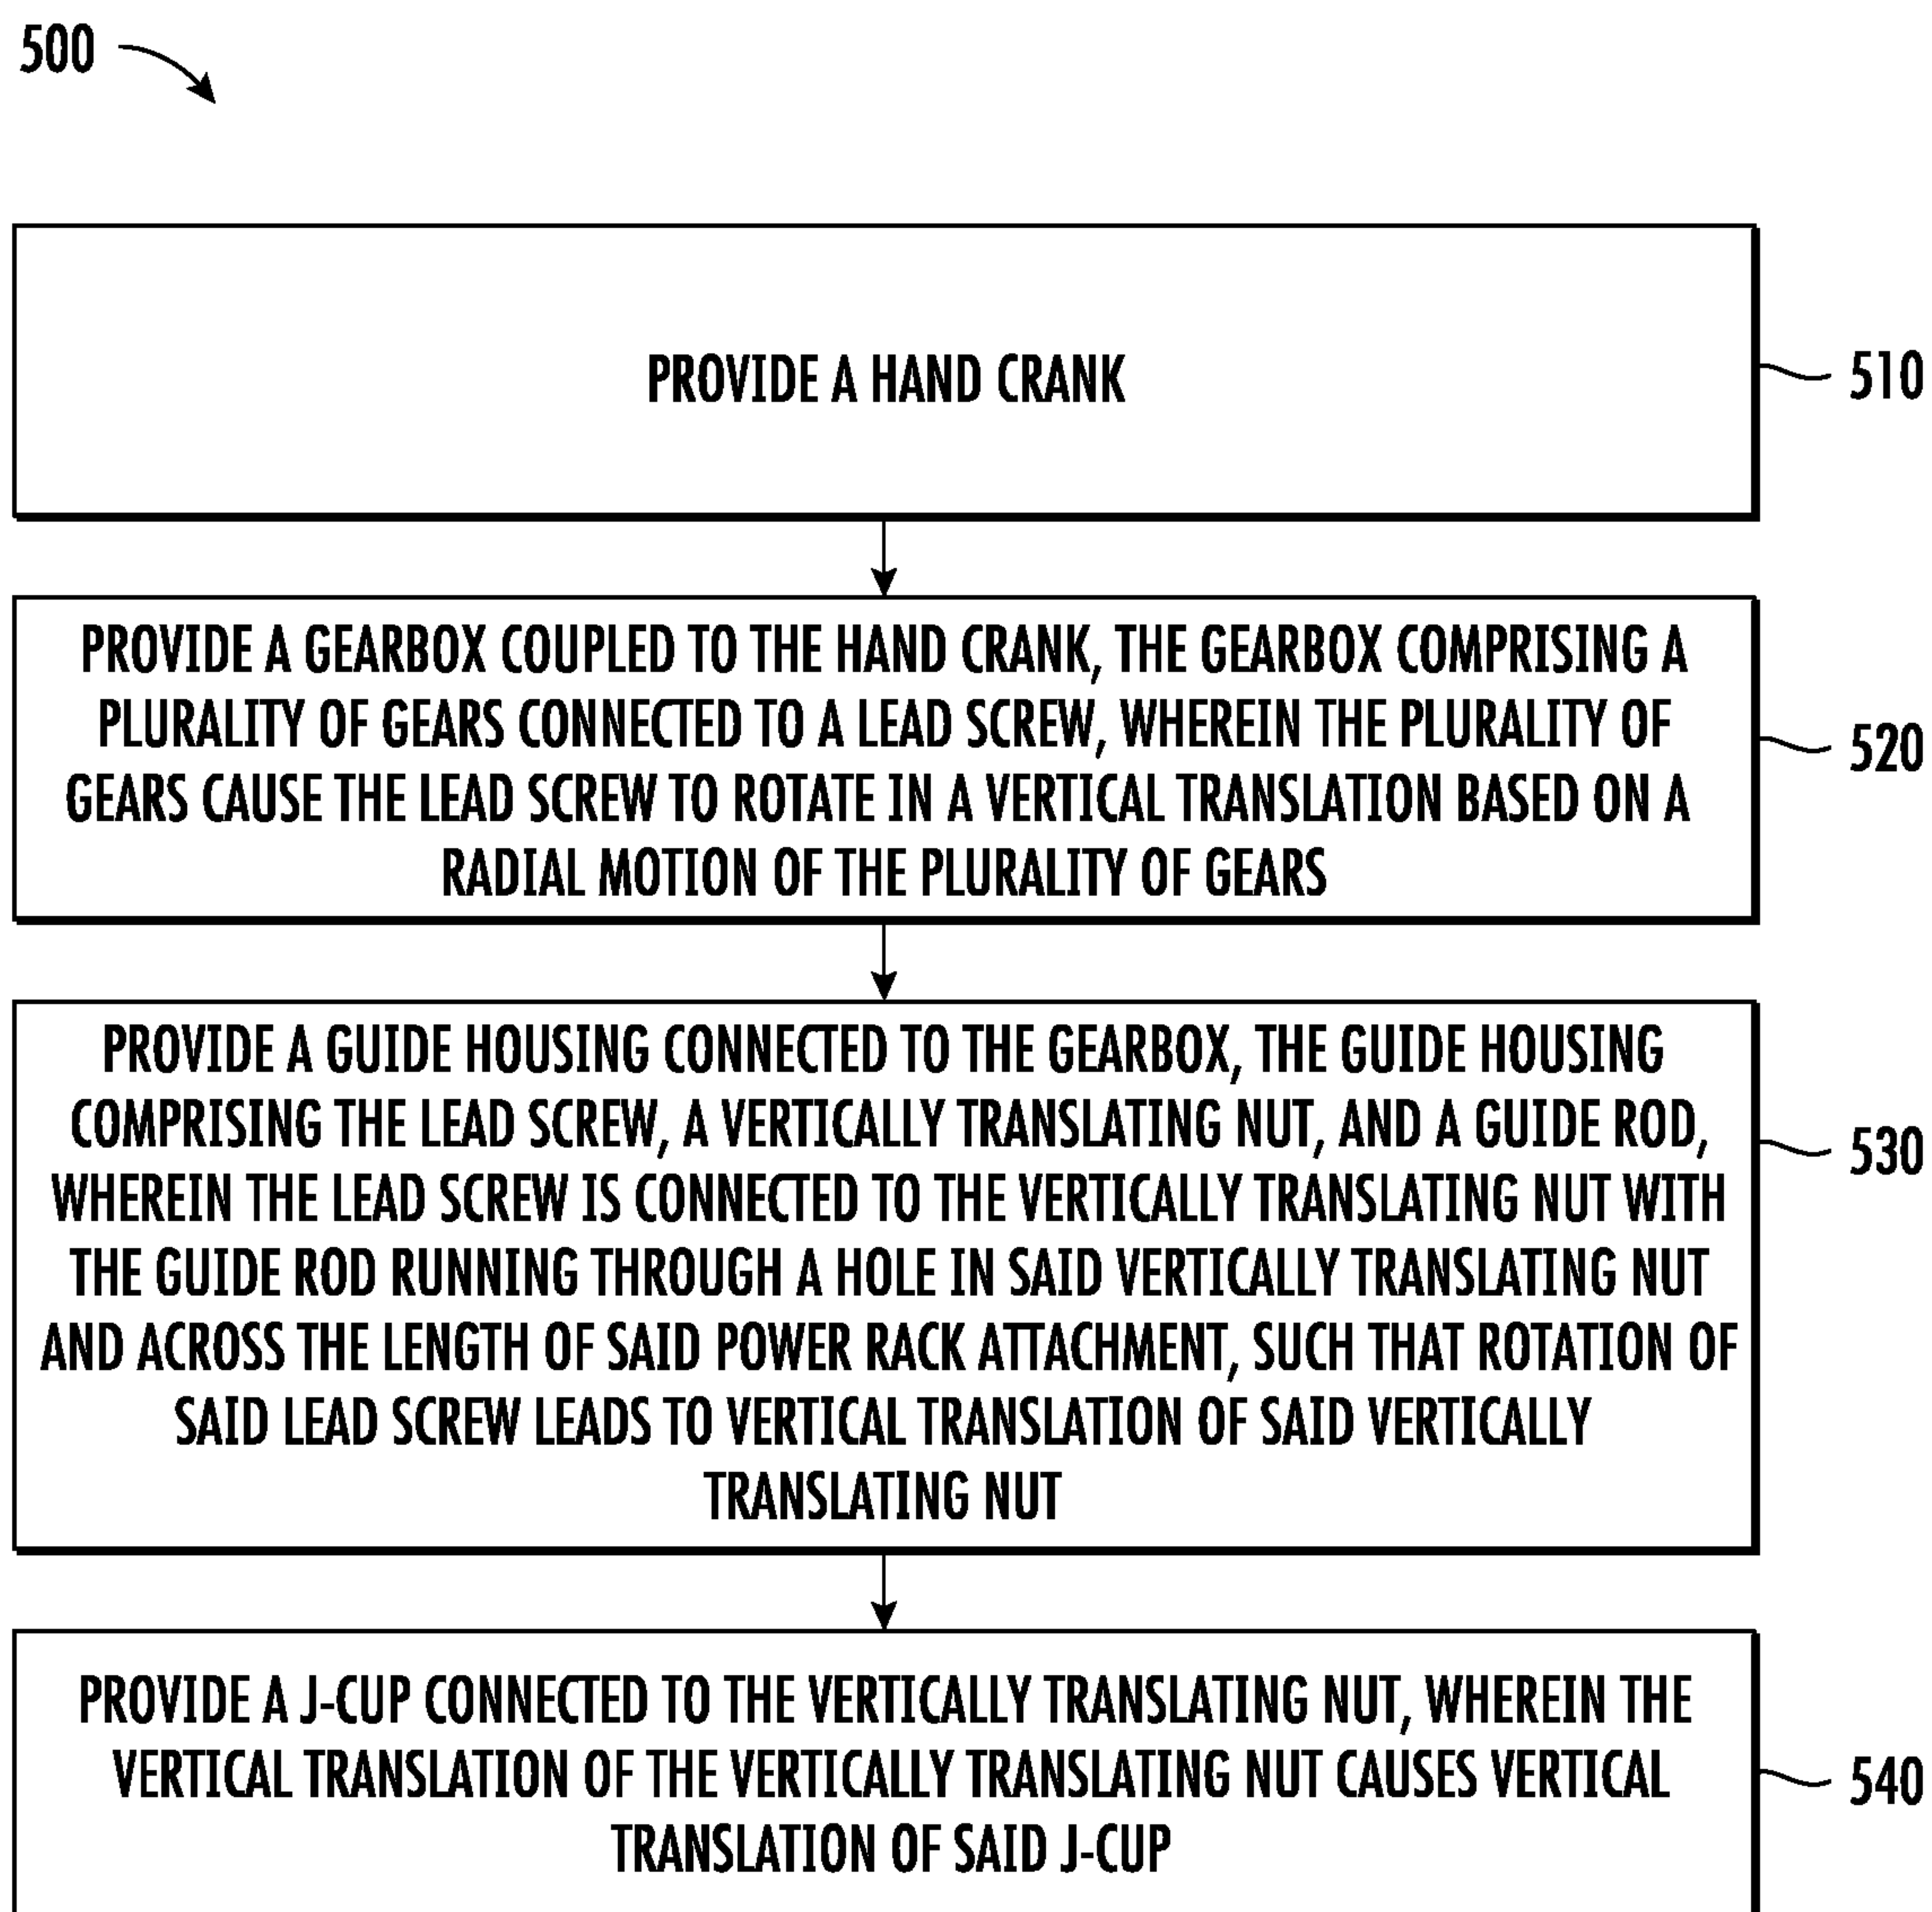 500
PROVIDE A HAND CRANK
510
PROVIDE A GEARBOX COUPLED TO THE HAND CRANK, THE GEARBOX COMPRISING A
PLURALITY OF GEARS CONNECTED TO A LEAD SCREW, WHEREIN THE PLURALITY OF
GEARS CAUSE THE LEAD SCREW TO ROTATE IN A VERTICAL TRANSLATION BASED ON A
RADIAL MOTION OF THE PLURALITY OF GEARS
520
PROVIDE A GUIDE HOUSING CONNECTED TO THE GEARBOX, THE GUIDE HOUSING
COMPRISING THE LEAD SCREW, A VERTICALLY TRANSLATING NUT, AND A GUIDE ROD,
WHEREIN THE LEAD SCREW IS CONNECTED TO THE VERTICALLY TRANSLATING NUT WITH
THE GUIDE ROD RUNNING THROUGH A HOLE IN SAID VERTICALLY TRANSLATING NUT
AND ACROSS THE LENGTH OF SAID POWER RACK ATTACHMENT, SUCH THAT ROTATION OF
SAID LEAD SCREW LEADS TO VERTICAL TRANSLATION OF SAID VERTICALLY
TRANSLATING NUT
530
PROVIDE A J-CUP CONNECTED TO THE VERTICALLY TRANSLATING NUT, WHEREIN THE
VERTICAL TRANSLATION OF THE VERTICALLY TRANSLATING NUT CAUSES VERTICAL
TRANSLATION OF SAID J-CUP
540